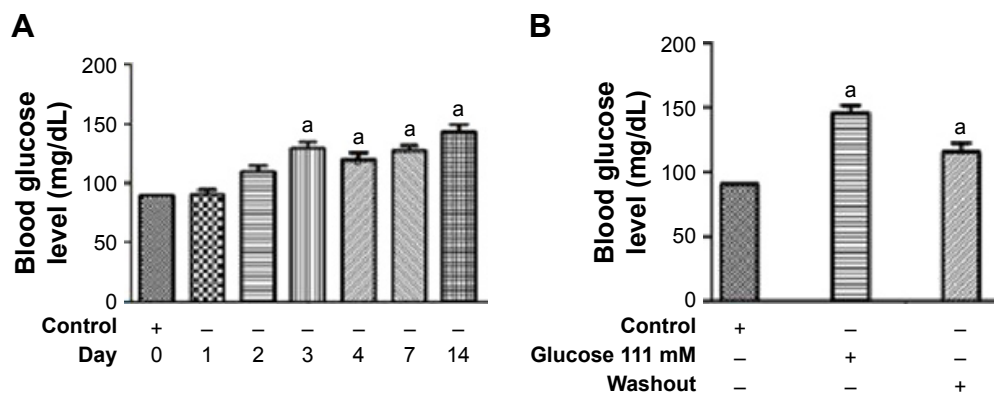 A
Blood glucose
level (mg/dL)
200
150
100
50
0
a
a
a
a
Control + – – – – – –
Day 0 1 2 3 4 7 14
B
Blood glucose
level (mg/dL)
200
150
100
50
0
a
a
Control + – –
Glucose 111 mM – + –
Washout – – +